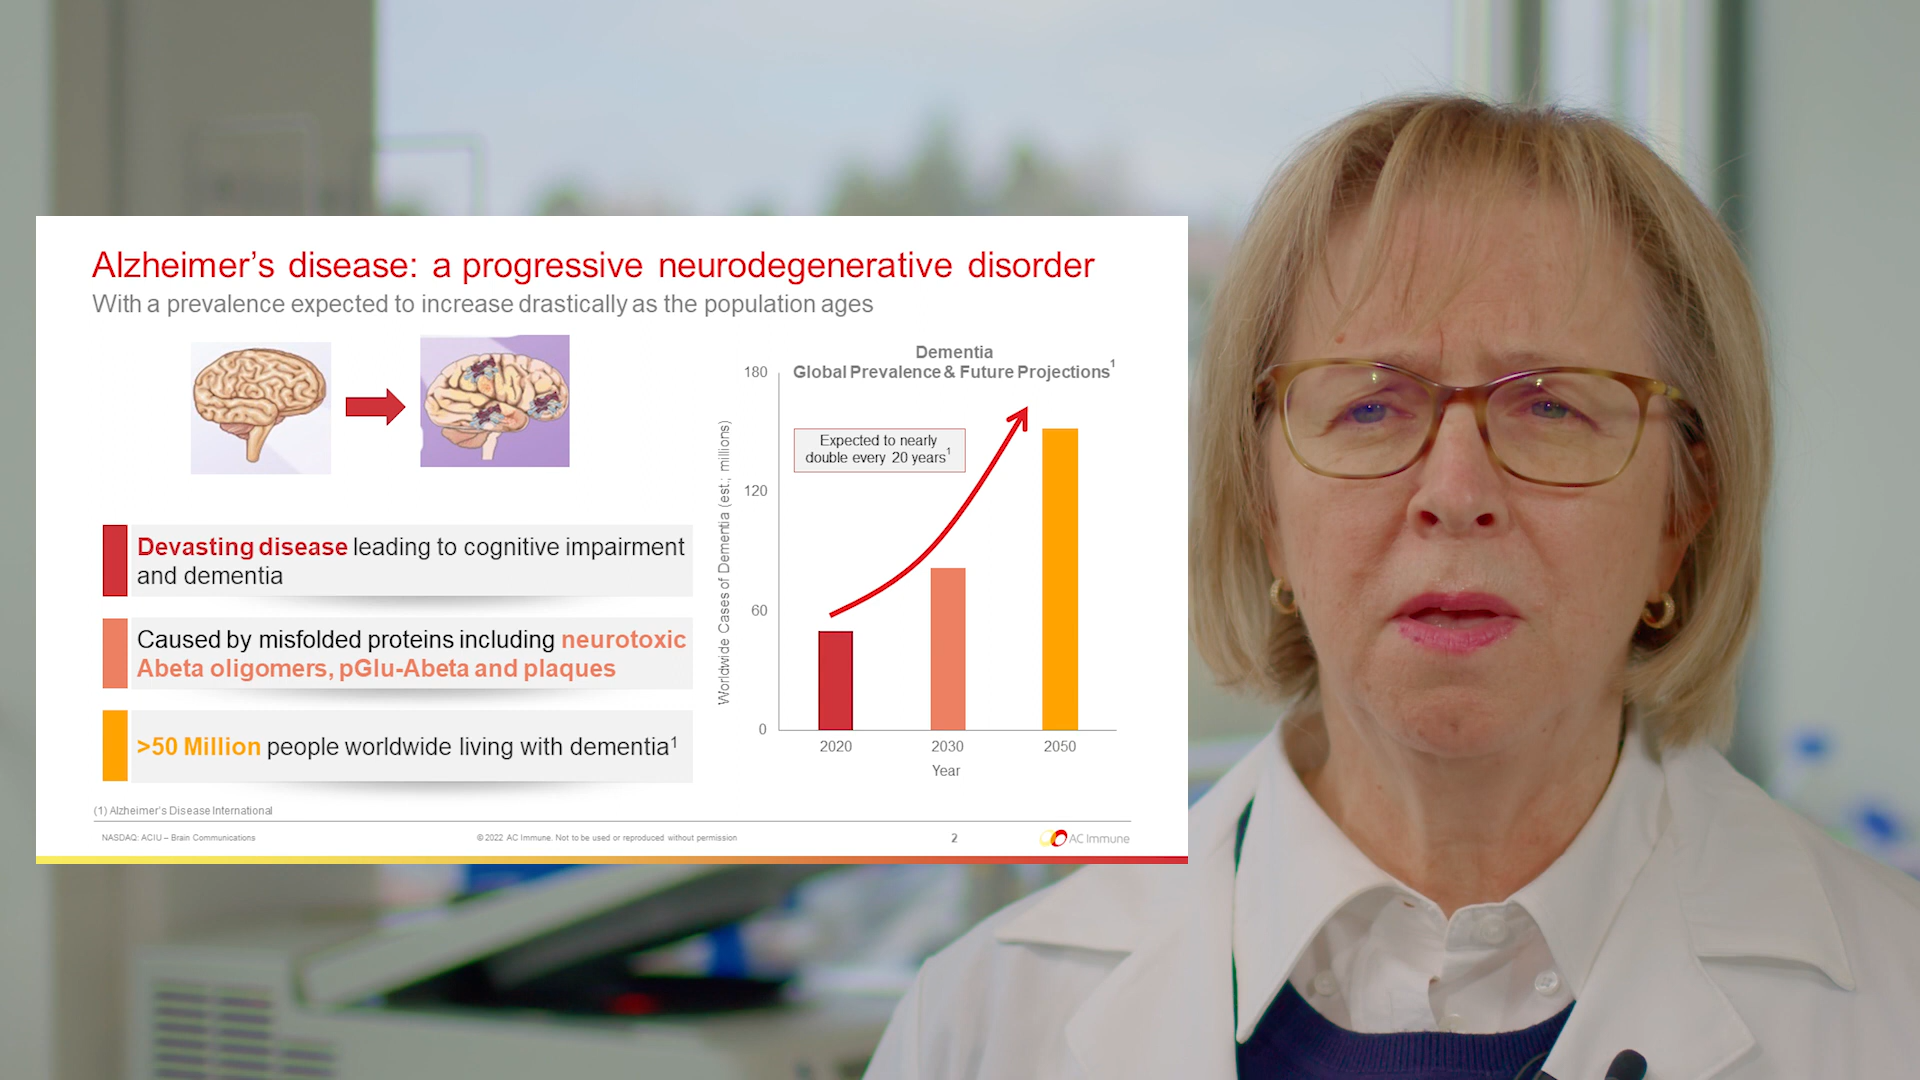 Alzheimer’s disease: a progressive neurodegenerative disorder
With a prevalence expected to increase drastically as the population ages
Devasting disease leading to cognitive impairment
and dementia
Caused by misfolded proteins including neurotoxic
Abeta oligomers, pGlu-Abeta and plaques
>50 Million people worldwide living with dementia1
Dementia
Global Prevalence & Future Projections1
Expected to nearly
double every 20 years1
Worldwide Cases of Dementia (est.; millions)
180
120
60
0
2020 2030 2050
Year
(1) Alzheimer’s Disease International
NASDAQ: ACIU – Brain Communications © 2022 AC Immune. Not to be used or reproduced without permission 2 AC Immune